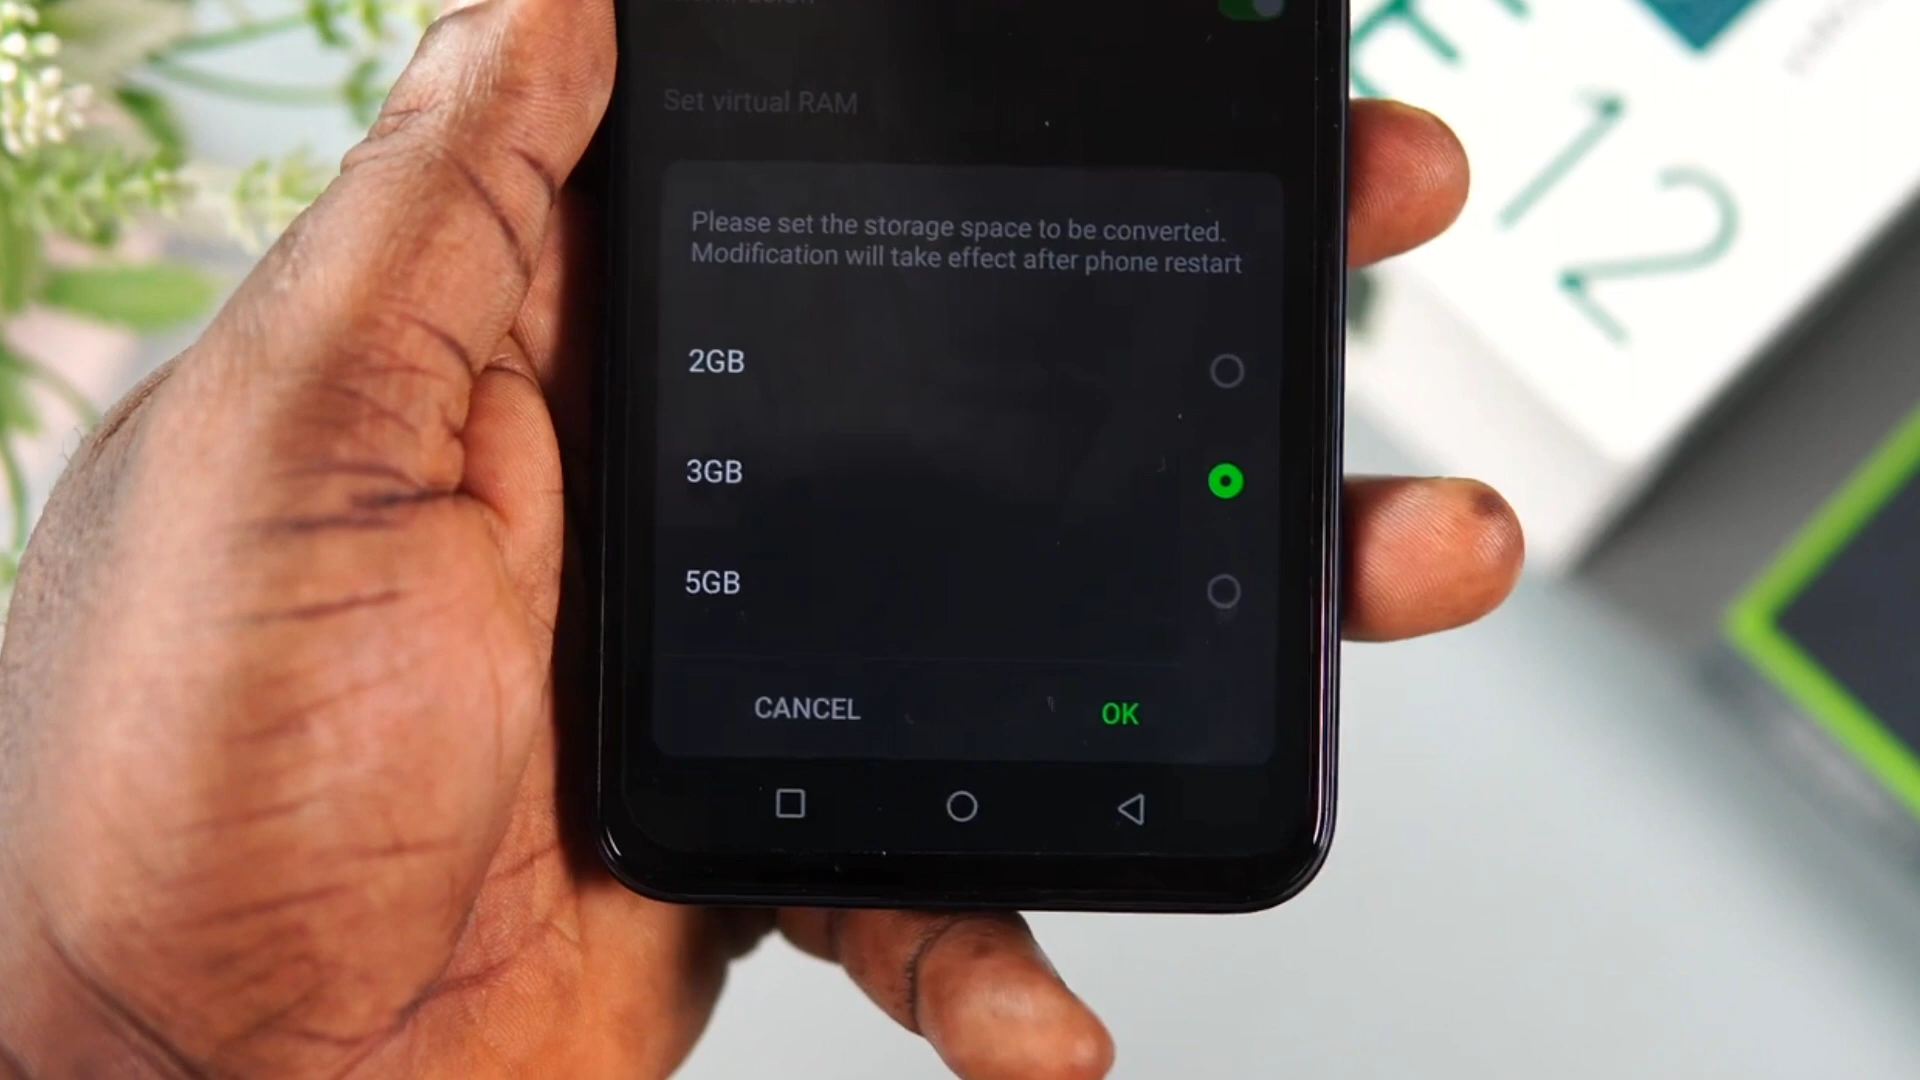 Set virtual RAM
Please set the storage space to be converted.
Modification will take effect after phone restart
2GB
3GB
5GB
CANCEL
OK
12